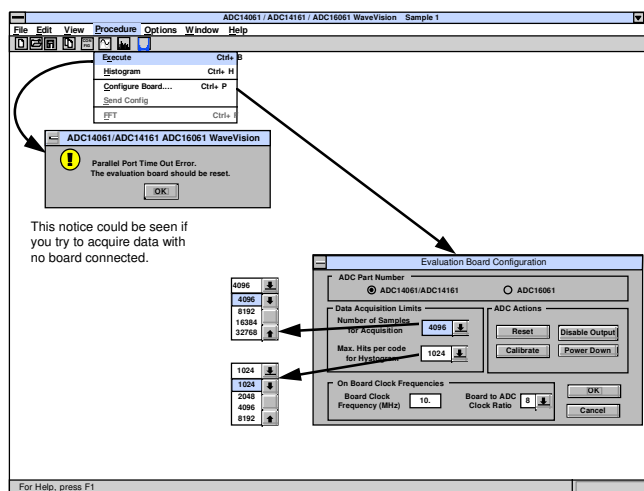 ADC14061 / ADC14161 / ADC16061 WaveVision Sample 1
File Edit View Procedure Options Window Help
Execute Ctrl+ B
Histogram Ctrl+ H
Configure Board.... Ctrl+ P
Send Config
FFT Ctrl+ F
ADC14061/ADC14161 ADC16061 WaveVision
Parallel Port Time Out Error.
The evaluation board should be reset.
OK
This notice could be seen if
you try to acquire data with
no board connected.
4096
4096
8192
16384
32768
1024
1024
2048
4096
8192
Evaluation Board Configuration
ADC Part Number
ADC14061/ADC14161 ADC16061
Data Acquisition Limits
Number of Samples
for Acquisition
4096
Max. Hits per code
for Hystogram
1024
ADC Actions
Reset Disable Output
Calibrate Power Down
On Board Clock Frequencies
Board Clock
Frequency (MHz)
10.
Board to ADC
Clock Ratio
8
OK
Cancel
For Help, press F1